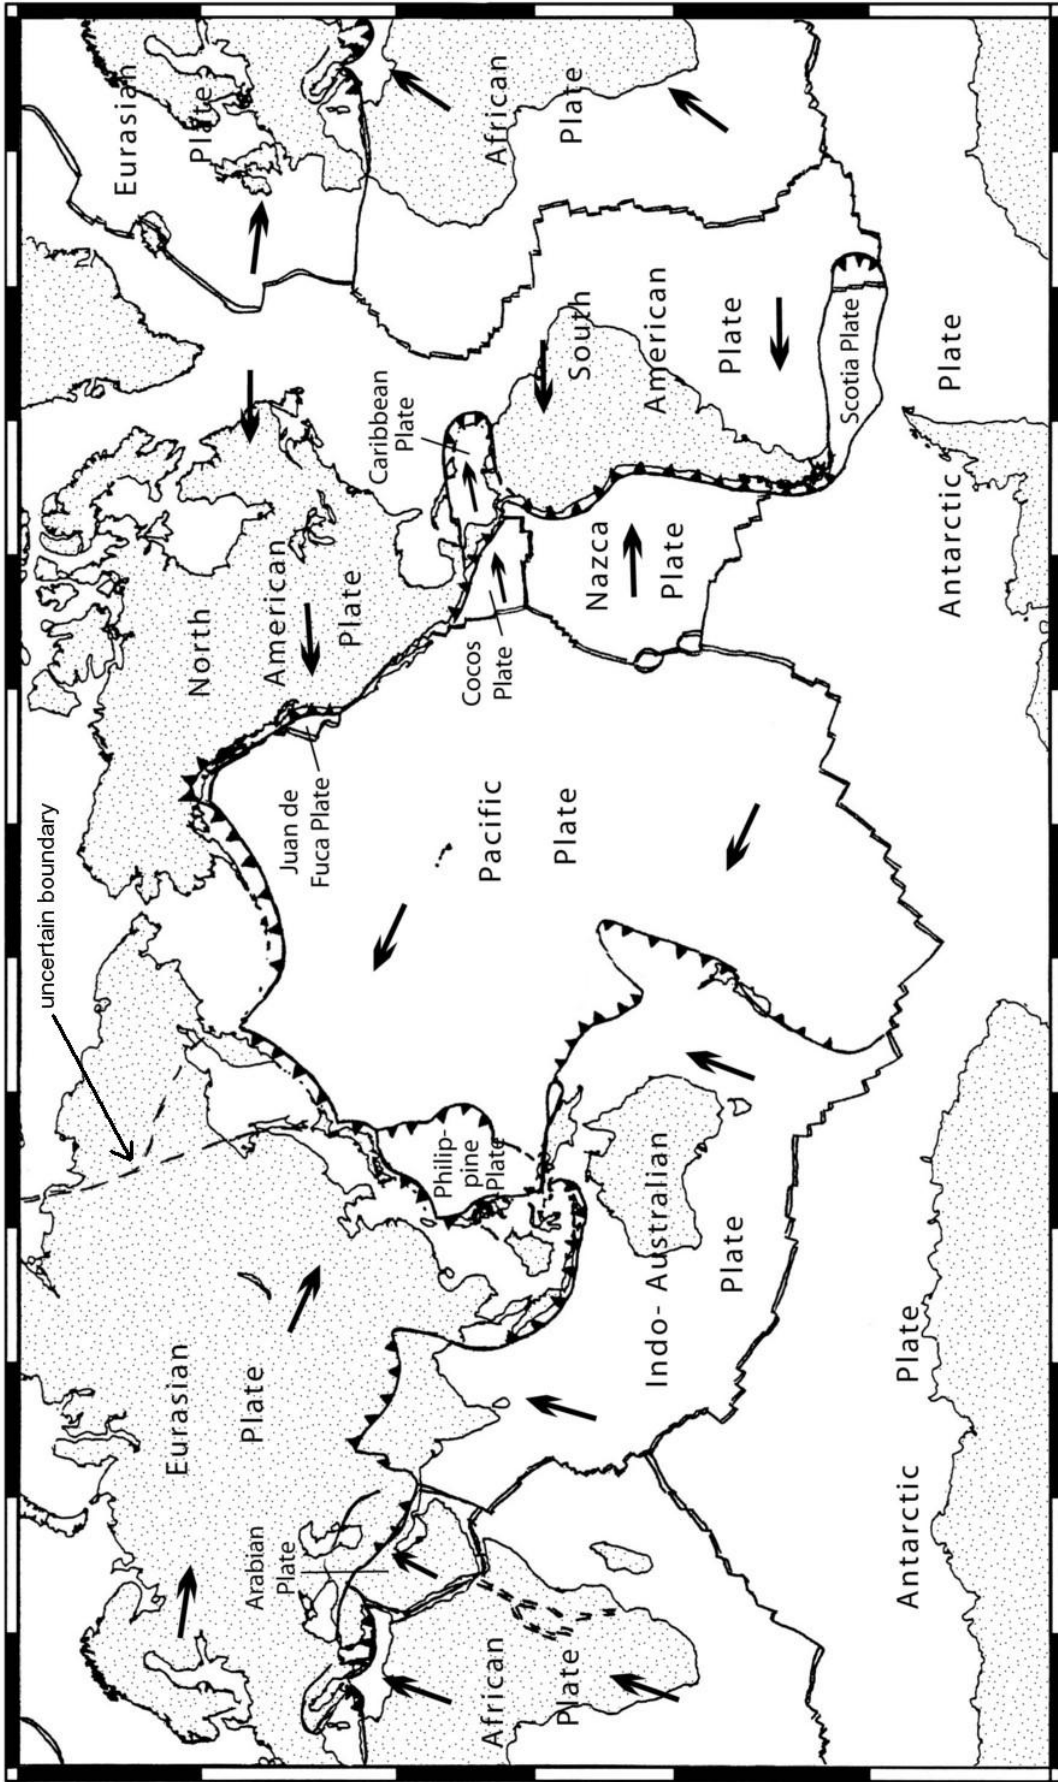 uncertain boundary
Eurasian
Plate
Arabian
Plate
African
Plate
Indo- Australian
Plate
Philip-
pine
Plate
Antarctic
Plate
Pacific
Plate
Juan de
Fuca Plate
North
American
Plate
Cocos
Plate
Caribbean
Plate
Nazca
Plate
South
American
Plate
Scotia Plate
Antarctic
Plate
Eurasian
Plate
African
Plate